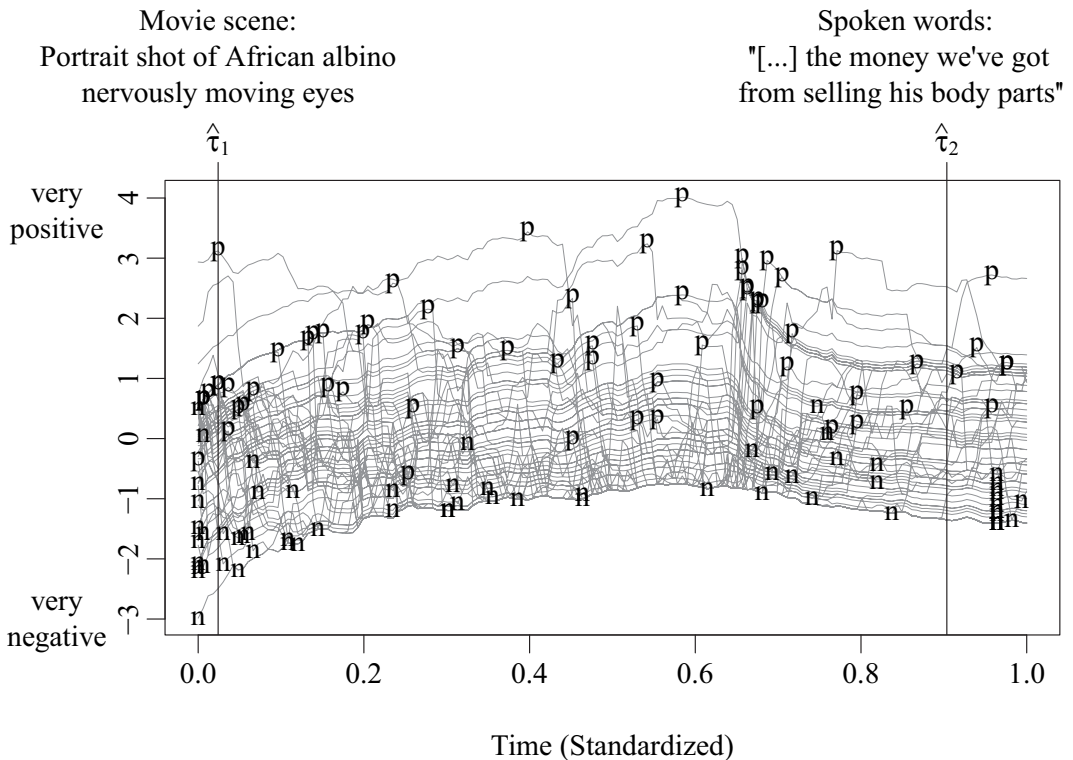 Movie scene:
Portrait shot of African albino
nervously moving eyes
Spoken words:
"[...] the money we've got
from selling his body parts"
τ̂₁
τ̂₂
very
positive
very
negative
4
3
2
1
0
−1
−2
−3
0.0 0.2 0.4 0.6 0.8 1.0
Time (Standardized)